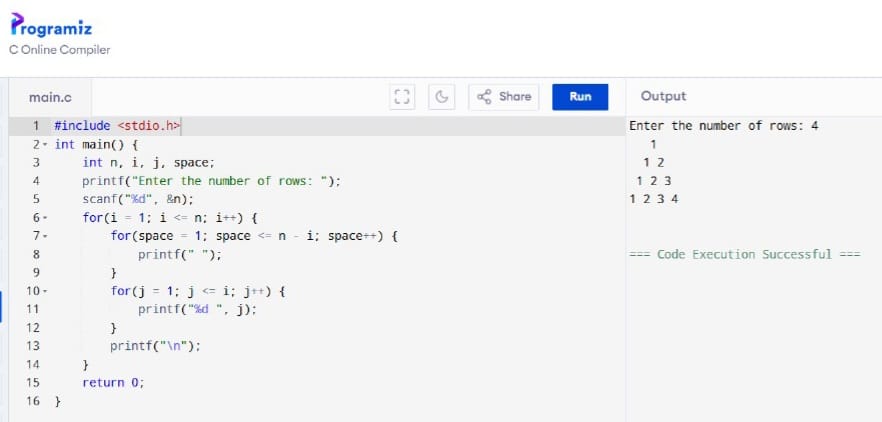 Programiz
C Online Compiler
main.c
Share
Run
Output
1 #include <stdio.h>
2 int main() {
3     int n, i, j, space;
4     printf("Enter the number of rows: ");
5     scanf("%d", &n);
6     for(i = 1; i <= n; i++) {
7         for(space = 1; space <= n - i; space++) {
8             printf(" ");
9         }
10         for(j = 1; j <= i; j++) {
11             printf("%d ", j);
12         }
13         printf("\n");
14     }
15     return 0;
16 }
Enter the number of rows: 4
   1
  1 2
 1 2 3
1 2 3 4
=== Code Execution Successful ===